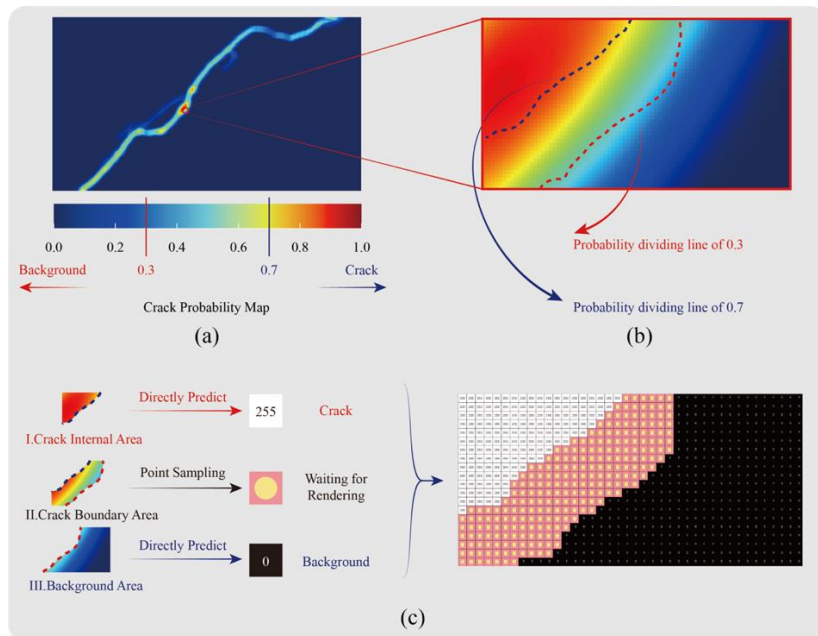 0.0 0.2 0.4 0.6 0.8 1.0
Background 0.3 0.7 Crack
Crack Probability Map
(a)
Probability dividing line of 0.3
Probability dividing line of 0.7
(b)
Directly Predict
255
Crack
I.Crack Internal Area
Point Sampling
Waiting for
Rendering
II.Crack Boundary Area
Directly Predict
0
Background
III.Background Area
(c)